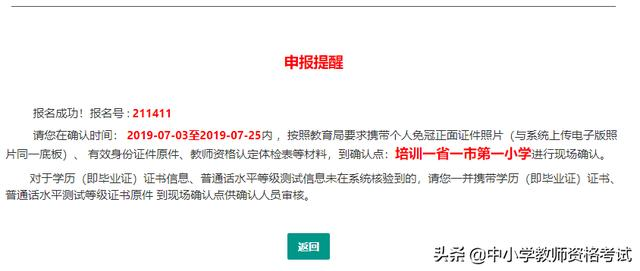 申报提醒
报名成功！报名号 : 211411
请您在确认时间： 2019-07-03至2019-07-25内 ，按照教育局要求携带个人免冠正面证件照片（与系统上传电子版照
片同一底板）、 有效身份证件原件、教师资格认定体检表等材料，到确认点：培训一省一市第一小学进行现场确认。
对于学历（即毕业证）证书信息、普通话水平等级测试信息未在系统核验到的，请您一并携带学历（即毕业证）证书、
普通话水平测试等级证书原件 到现场确认点供确认人员审核。
返回
头条 @中小学教师资格考试